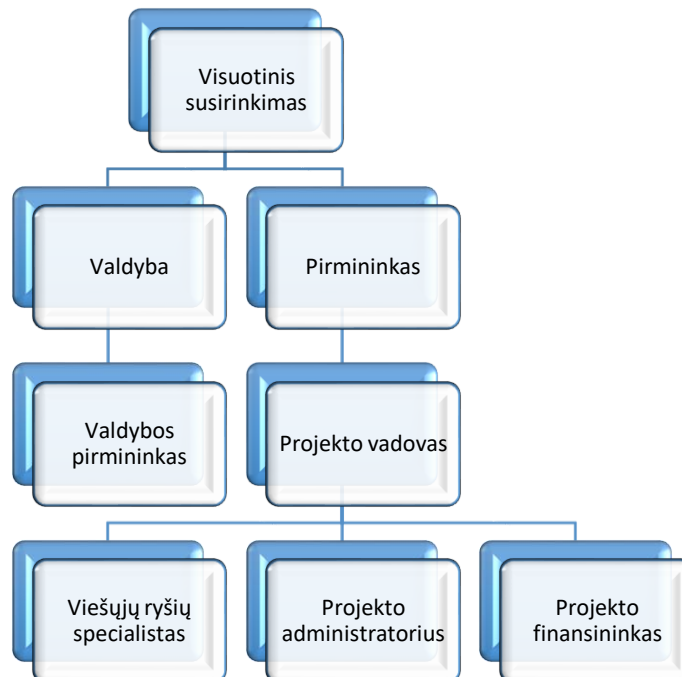 Visuotinis
susirinkimas
Valdyba
Pirmininkas
Valdybos
pirmininkas
Projekto vadovas
Viešųjų ryšių
specialistas
Projekto
administratorius
Projekto
finansininkas